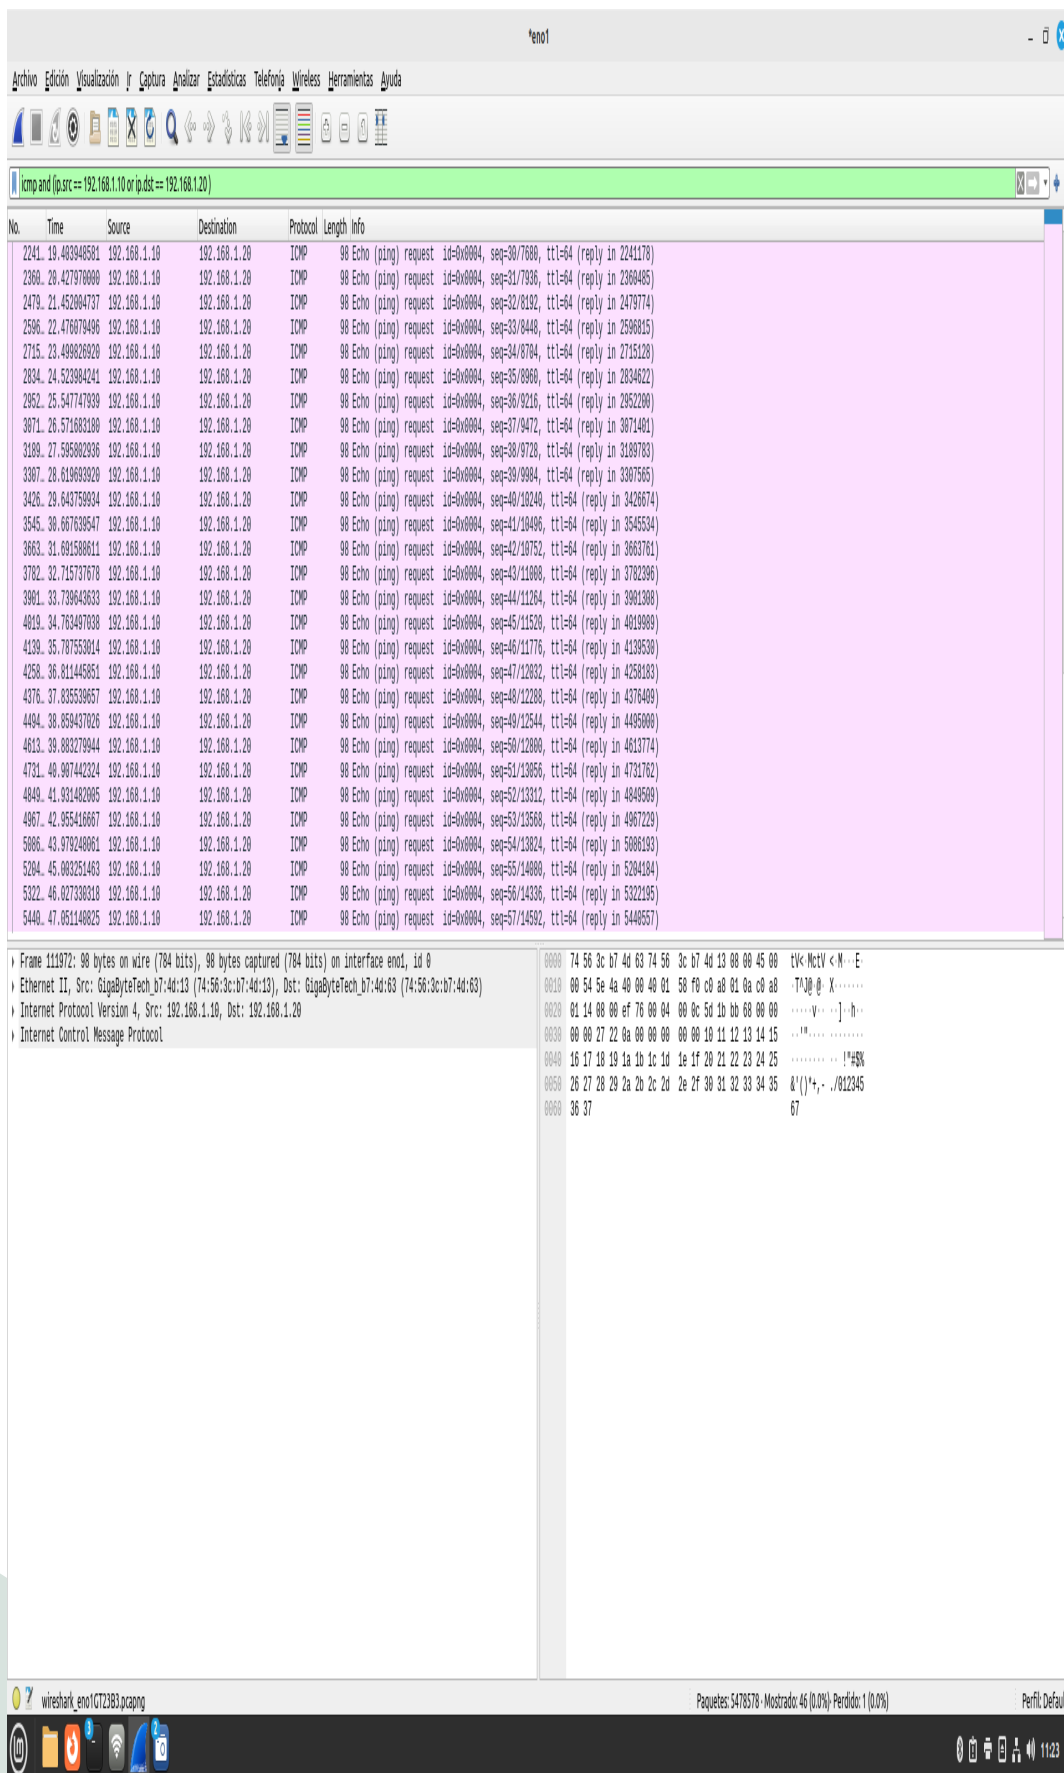 *eno1
Archivo Edición Visualización Ir Captura Analizar Estadísticas Telefonía Wireless Herramientas Ayuda
icmp and (ip.src == 192.168.1.10 or ip.dst == 192.168.1.20)
No. Time Source Destination Protocol Length Info
2241… 19.403948581 192.168.1.10 192.168.1.20 ICMP 98 Echo (ping) request id=0x0004, seq=30/7680, ttl=64 (reply in 2241178)
2360… 20.427970000 192.168.1.10 192.168.1.20 ICMP 98 Echo (ping) request id=0x0004, seq=31/7936, ttl=64 (reply in 2360485)
2479… 21.452004737 192.168.1.10 192.168.1.20 ICMP 98 Echo (ping) request id=0x0004, seq=32/8192, ttl=64 (reply in 2479774)
2596… 22.476079496 192.168.1.10 192.168.1.20 ICMP 98 Echo (ping) request id=0x0004, seq=33/8448, ttl=64 (reply in 2596815)
2715… 23.499826920 192.168.1.10 192.168.1.20 ICMP 98 Echo (ping) request id=0x0004, seq=34/8704, ttl=64 (reply in 2715128)
2834… 24.523984241 192.168.1.10 192.168.1.20 ICMP 98 Echo (ping) request id=0x0004, seq=35/8960, ttl=64 (reply in 2834622)
2952… 25.547747939 192.168.1.10 192.168.1.20 ICMP 98 Echo (ping) request id=0x0004, seq=36/9216, ttl=64 (reply in 2952200)
3071… 26.571683180 192.168.1.10 192.168.1.20 ICMP 98 Echo (ping) request id=0x0004, seq=37/9472, ttl=64 (reply in 3071401)
3189… 27.595802936 192.168.1.10 192.168.1.20 ICMP 98 Echo (ping) request id=0x0004, seq=38/9728, ttl=64 (reply in 3189783)
3307… 28.619693920 192.168.1.10 192.168.1.20 ICMP 98 Echo (ping) request id=0x0004, seq=39/9984, ttl=64 (reply in 3307565)
3426… 29.643759934 192.168.1.10 192.168.1.20 ICMP 98 Echo (ping) request id=0x0004, seq=40/10240, ttl=64 (reply in 3426674)
3545… 30.667639547 192.168.1.10 192.168.1.20 ICMP 98 Echo (ping) request id=0x0004, seq=41/10496, ttl=64 (reply in 3545534)
3663… 31.691588611 192.168.1.10 192.168.1.20 ICMP 98 Echo (ping) request id=0x0004, seq=42/10752, ttl=64 (reply in 3663761)
3782… 32.715737678 192.168.1.10 192.168.1.20 ICMP 98 Echo (ping) request id=0x0004, seq=43/11008, ttl=64 (reply in 3782396)
3901… 33.739643633 192.168.1.10 192.168.1.20 ICMP 98 Echo (ping) request id=0x0004, seq=44/11264, ttl=64 (reply in 3901308)
4019… 34.763497038 192.168.1.10 192.168.1.20 ICMP 98 Echo (ping) request id=0x0004, seq=45/11520, ttl=64 (reply in 4019989)
4139… 35.787553014 192.168.1.10 192.168.1.20 ICMP 98 Echo (ping) request id=0x0004, seq=46/11776, ttl=64 (reply in 4139530)
4258… 36.811445851 192.168.1.10 192.168.1.20 ICMP 98 Echo (ping) request id=0x0004, seq=47/12032, ttl=64 (reply in 4258183)
4376… 37.835539657 192.168.1.10 192.168.1.20 ICMP 98 Echo (ping) request id=0x0004, seq=48/12288, ttl=64 (reply in 4376409)
4494… 38.859437026 192.168.1.10 192.168.1.20 ICMP 98 Echo (ping) request id=0x0004, seq=49/12544, ttl=64 (reply in 4495000)
4613… 39.883279944 192.168.1.10 192.168.1.20 ICMP 98 Echo (ping) request id=0x0004, seq=50/12800, ttl=64 (reply in 4613774)
4731… 40.907442324 192.168.1.10 192.168.1.20 ICMP 98 Echo (ping) request id=0x0004, seq=51/13056, ttl=64 (reply in 4731762)
4849… 41.931482005 192.168.1.10 192.168.1.20 ICMP 98 Echo (ping) request id=0x0004, seq=52/13312, ttl=64 (reply in 4849509)
4967… 42.955416667 192.168.1.10 192.168.1.20 ICMP 98 Echo (ping) request id=0x0004, seq=53/13568, ttl=64 (reply in 4967229)
5086… 43.979248061 192.168.1.10 192.168.1.20 ICMP 98 Echo (ping) request id=0x0004, seq=54/13824, ttl=64 (reply in 5086193)
5204… 45.003251463 192.168.1.10 192.168.1.20 ICMP 98 Echo (ping) request id=0x0004, seq=55/14080, ttl=64 (reply in 5204184)
5322… 46.027330318 192.168.1.10 192.168.1.20 ICMP 98 Echo (ping) request id=0x0004, seq=56/14336, ttl=64 (reply in 5322195)
5440… 47.051140825 192.168.1.10 192.168.1.20 ICMP 98 Echo (ping) request id=0x0004, seq=57/14592, ttl=64 (reply in 5440557)
Frame 111972: 98 bytes on wire (784 bits), 98 bytes captured (784 bits) on interface eno1, id 0
Ethernet II, Src: GigaByteTech_b7:4d:13 (74:56:3c:b7:4d:13), Dst: GigaByteTech_b7:4d:63 (74:56:3c:b7:4d:63)
Internet Protocol Version 4, Src: 192.168.1.10, Dst: 192.168.1.20
Internet Control Message Protocol
0000 74 56 3c b7 4d 63 74 56 3c b7 4d 13 08 00 45 00 tV<·MctV <·M···E·
0010 00 54 5e 4a 40 00 40 01 58 f0 c0 a8 01 0a c0 a8 ·T^J@·@· X·······
0020 01 14 08 00 ef 76 00 04 00 0c 5d 1b bb 68 00 00 ·····v·· ··]··h··
0030 00 00 27 22 0a 00 00 00 00 00 10 11 12 13 14 15 ··'"···· ········
0040 16 17 18 19 1a 1b 1c 1d 1e 1f 20 21 22 23 24 25 ········ ·· !"#$%
0050 26 27 28 29 2a 2b 2c 2d 2e 2f 30 31 32 33 34 35 &'()*+,- ./012345
0060 36 37 67
wireshark_eno1GT23B3.pcapng Paquetes: 5478578 · Mostrado: 46 (0.0%) · Perdido: 1 (0.0%) Perfil: Defau
3 2 11:23